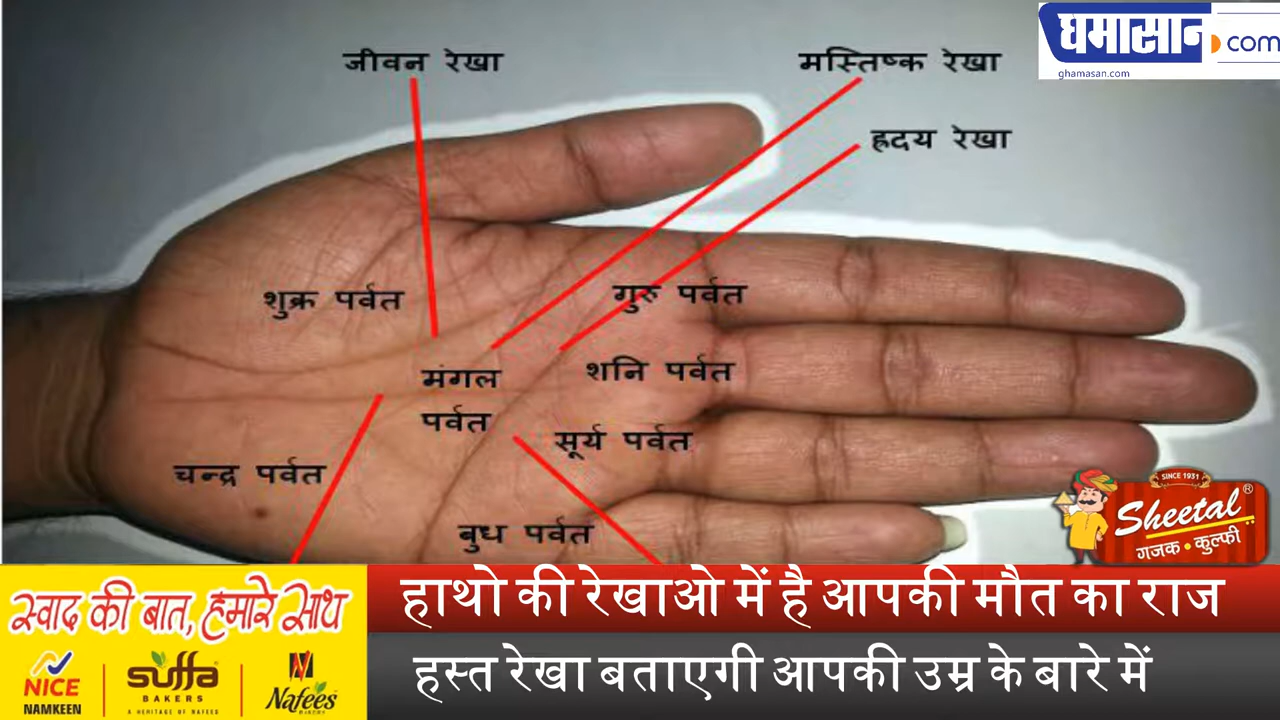 जीवन रेखा
मस्तिष्क रेखा
ह्रदय रेखा
घमासान.com
ghamasan.com
शुक्र पर्वत
गुरु पर्वत
मंगल
पर्वत
शनि पर्वत
सूर्य पर्वत
चन्द्र पर्वत
बुध पर्वत
SINCE 1931
Sheetal®
गजक • कुल्फी
स्वाद की बात, हमारे साथ
NICE
NAMKEEN
suffa
BAKERS
A HERITAGE OF NAFEES
Nafees
BAKERS
हाथो की रेखाओ में है आपकी मौत का राज
हस्त रेखा बताएगी आपकी उम्र के बारे में